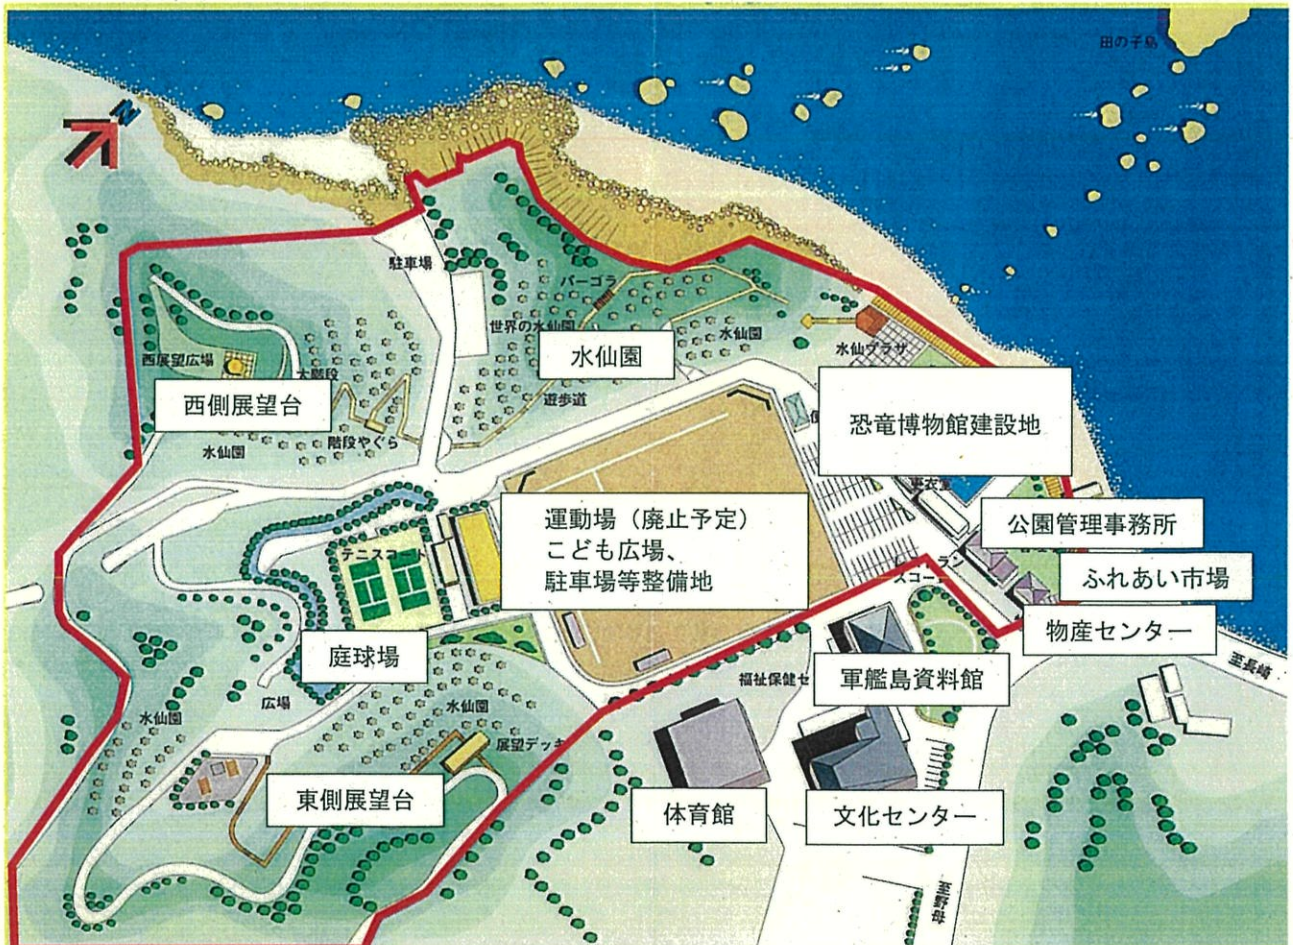 田の子島
N
駐車場
パーゴラ
世界の水仙園
水仙園
水仙園
水仙プラザ
西展望広場
大階段
西側展望台
遊歩道
階段やぐら
水仙園
恐竜博物館建設地
更衣室
運動場（廃止予定）
こども広場、
駐車場等整備地
公園管理事務所
テニスコート
ふれあい市場
物産センター
庭球場
至長崎
軍艦島資料館
福祉保健セ
広場
水仙園
水仙園
展望デッキ
東側展望台
体育館
文化センター
至野母